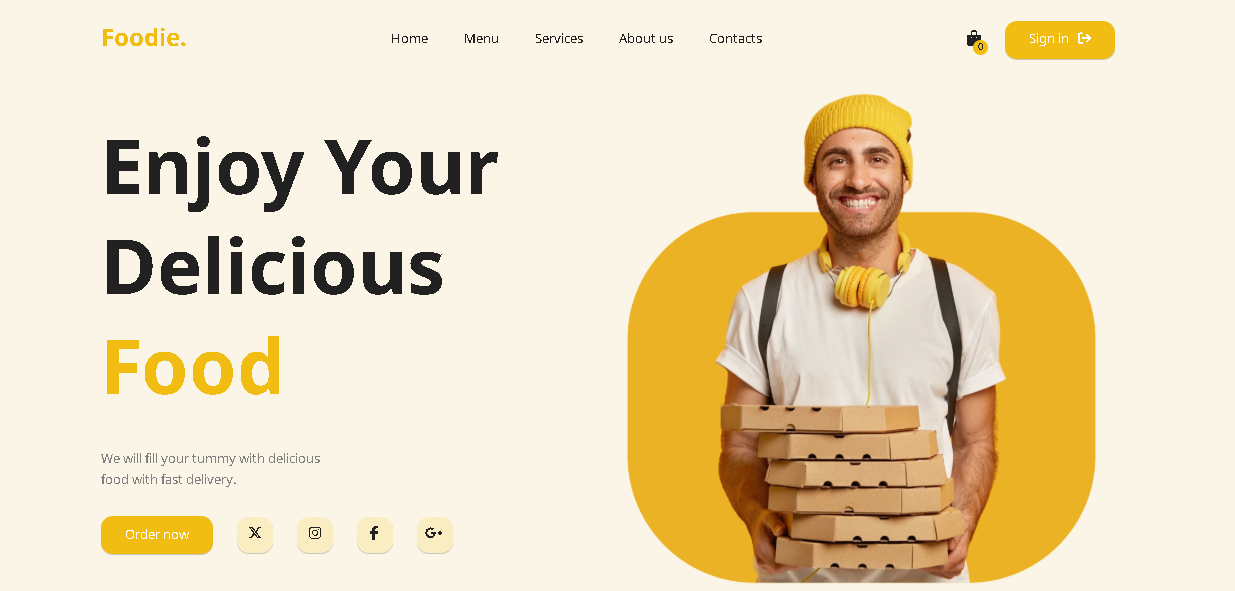 Foodie.
Home
Menu
Services
About us
Contacts
0
Sign in
Enjoy Your
Delicious
Food
We will fill your tummy with delicious
food with fast delivery.
Order now